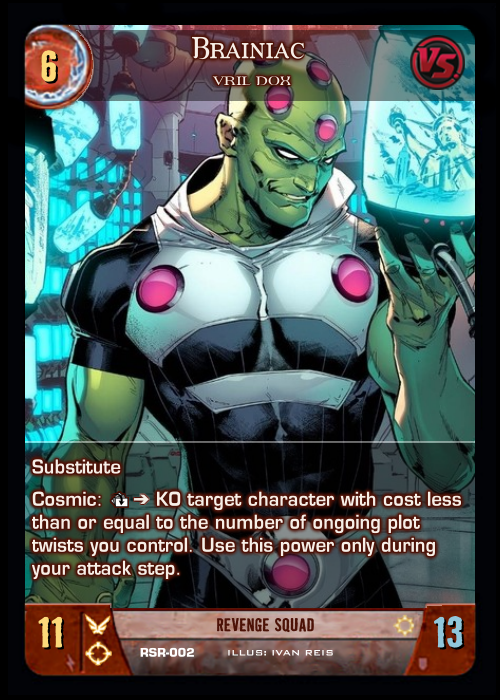 6
BRAINIAC
VRIL DOX
VS
Substitute
Cosmic: ➔ KO target character with cost less
than or equal to the number of ongoing plot
twists you control. Use this power only during
your attack step.
11
REVENGE SQUAD
13
RSR-002 ILLUS: IVAN REIS